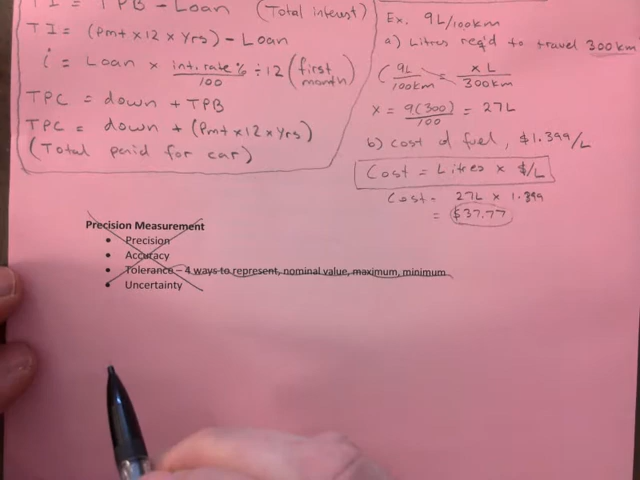 TI = TPB - Loan (Total interest)
TI = (Pmt x 12 x Yrs) - Loan
i = Loan x int. rate % / 100 ÷ 12 (first month)
TPC = down + TPB
TPC = down + (Pmt x 12 x Yrs)
(Total paid for car)
Ex. 9L/100km
a) Litres req'd to travel 300km
(9L / 100km = x L / 300km
x = 9(300) / 100 = 27L
b) cost of fuel, $1.399/L
Cost = Litres x $/L
Cost = 27L x 1.399
= $37.77
Precision Measurement
• Precision
• Accuracy
• Tolerance – 4 ways to represent, nominal value, maximum, minimum
• Uncertainty